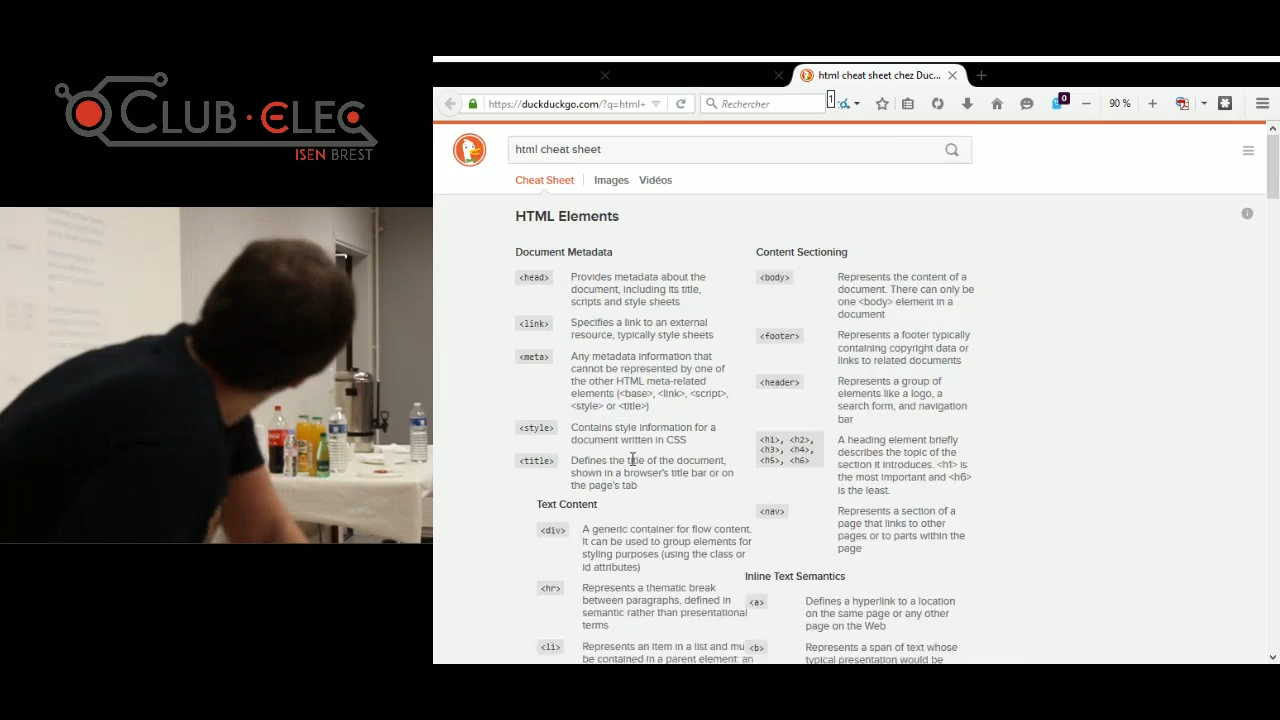 CLUB·ELEC
ISEN BREST
html cheat sheet chez Duc...
https://duckduckgo.com/?q=html+
Rechercher
1
0
90 %
html cheat sheet
Cheat Sheet
Images
Vidéos
HTML Elements
Document Metadata
<head>
Provides metadata about the
document, including its title,
scripts and style sheets
<link>
Specifies a link to an external
resource, typically style sheets
<meta>
Any metadata information that
cannot be represented by one of
the other HTML meta-related
elements (<base>, <link>, <script>,
<style> or <title>)
<style>
Contains style information for a
document written in CSS
<title>
Defines the title of the document,
shown in a browser's title bar or on
the page's tab
Text Content
<div>
A generic container for flow content.
It can be used to group elements for
styling purposes (using the class or
id attributes)
<hr>
Represents a thematic break
between paragraphs, defined in
semantic rather than presentational
terms
<li>
Represents an item in a list and mu
be contained in a parent element: an
Content Sectioning
<body>
Represents the content of a
document. There can only be
one <body> element in a
document
<footer>
Represents a footer typically
containing copyright data or
links to related documents
<header>
Represents a group of
elements like a logo, a
search form, and navigation
bar
<h1>, <h2>,
<h3>, <h4>,
<h5>, <h6>
A heading element briefly
describes the topic of the
section it introduces. <h1> is
the most important and <h6>
is the least.
<nav>
Represents a section of a
page that links to other
pages or to parts within the
page
Inline Text Semantics
<a>
Defines a hyperlink to a location
on the same page or any other
page on the Web
<b>
Represents a span of text whose
typical presentation would be